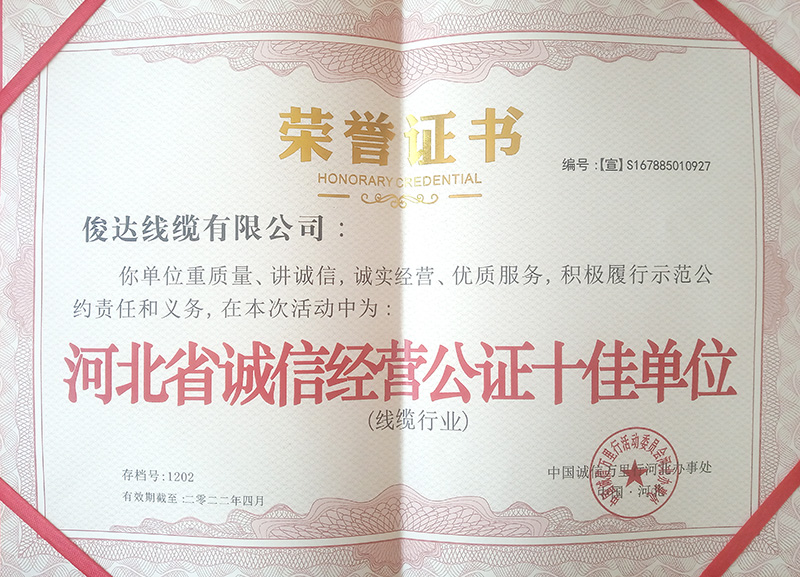 荣誉证书
HONORARY CREDENTIAL
编号:【宣】S167885010927
俊达线缆有限公司：
你单位重质量、讲诚信，诚实经营、优质服务，积极履行示范公
约责任和义务，在本次活动中为：
河北省诚信经营公证十佳单位
(线缆行业)
存档号:1202
有效期截至:二零二二年四月
中国诚信万里行河北办事处
中国·河北